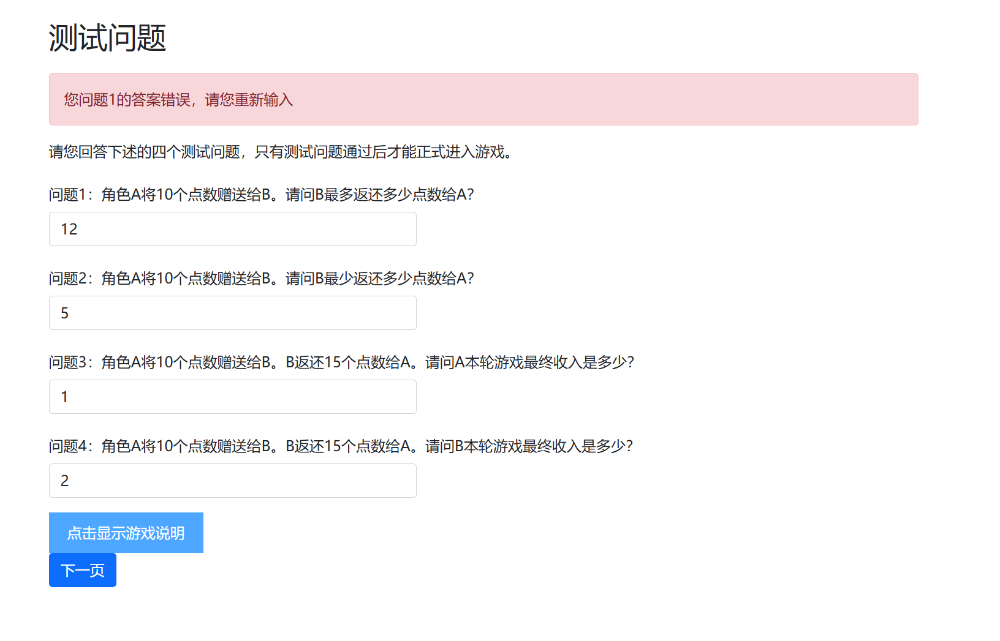 测试问题
您问题1的答案错误，请您重新输入
请您回答下述的四个测试问题，只有测试问题通过后才能正式进入游戏。
问题1：角色A将10个点数赠送给B。请问B最多返还多少点数给A？
12
问题2：角色A将10个点数赠送给B。请问B最少返还多少点数给A？
5
问题3：角色A将10个点数赠送给B。B返还15个点数给A。请问A本轮游戏最终收入是多少？
1
问题4：角色A将10个点数赠送给B。B返还15个点数给A。请问B本轮游戏最终收入是多少？
2
点击显示游戏说明
下一页